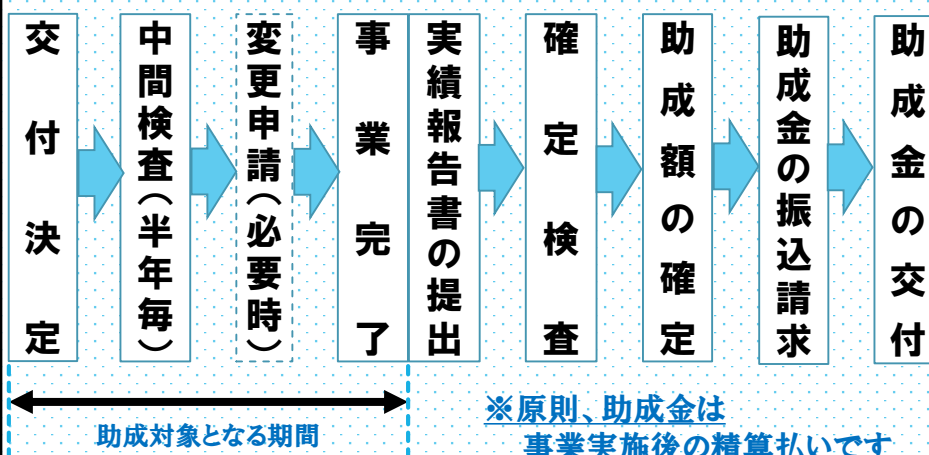 交付決定
中間検査（半年毎）
変更申請（必要時）
事業完了
実績報告書の提出
確定検査
助成額の確定
助成金の振込請求
助成金の交付
助成対象となる期間
※原則、助成金は
事業実施後の精算払いです